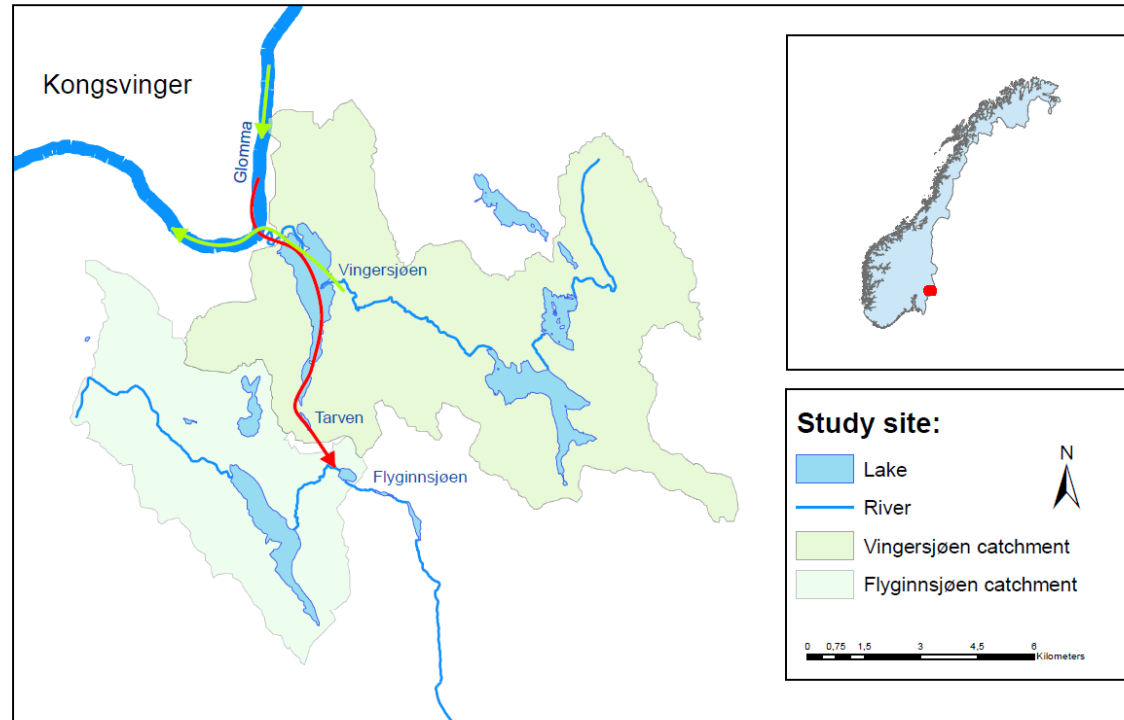 Kongsvinger
Glomma
Vingersjøen
Tarven
Flyginnsjøen
Study site:
N
Lake
River
Vingersjøen catchment
Flyginnsjøen catchment
0 0,75 1,5 3 4,5 6
Kilometers